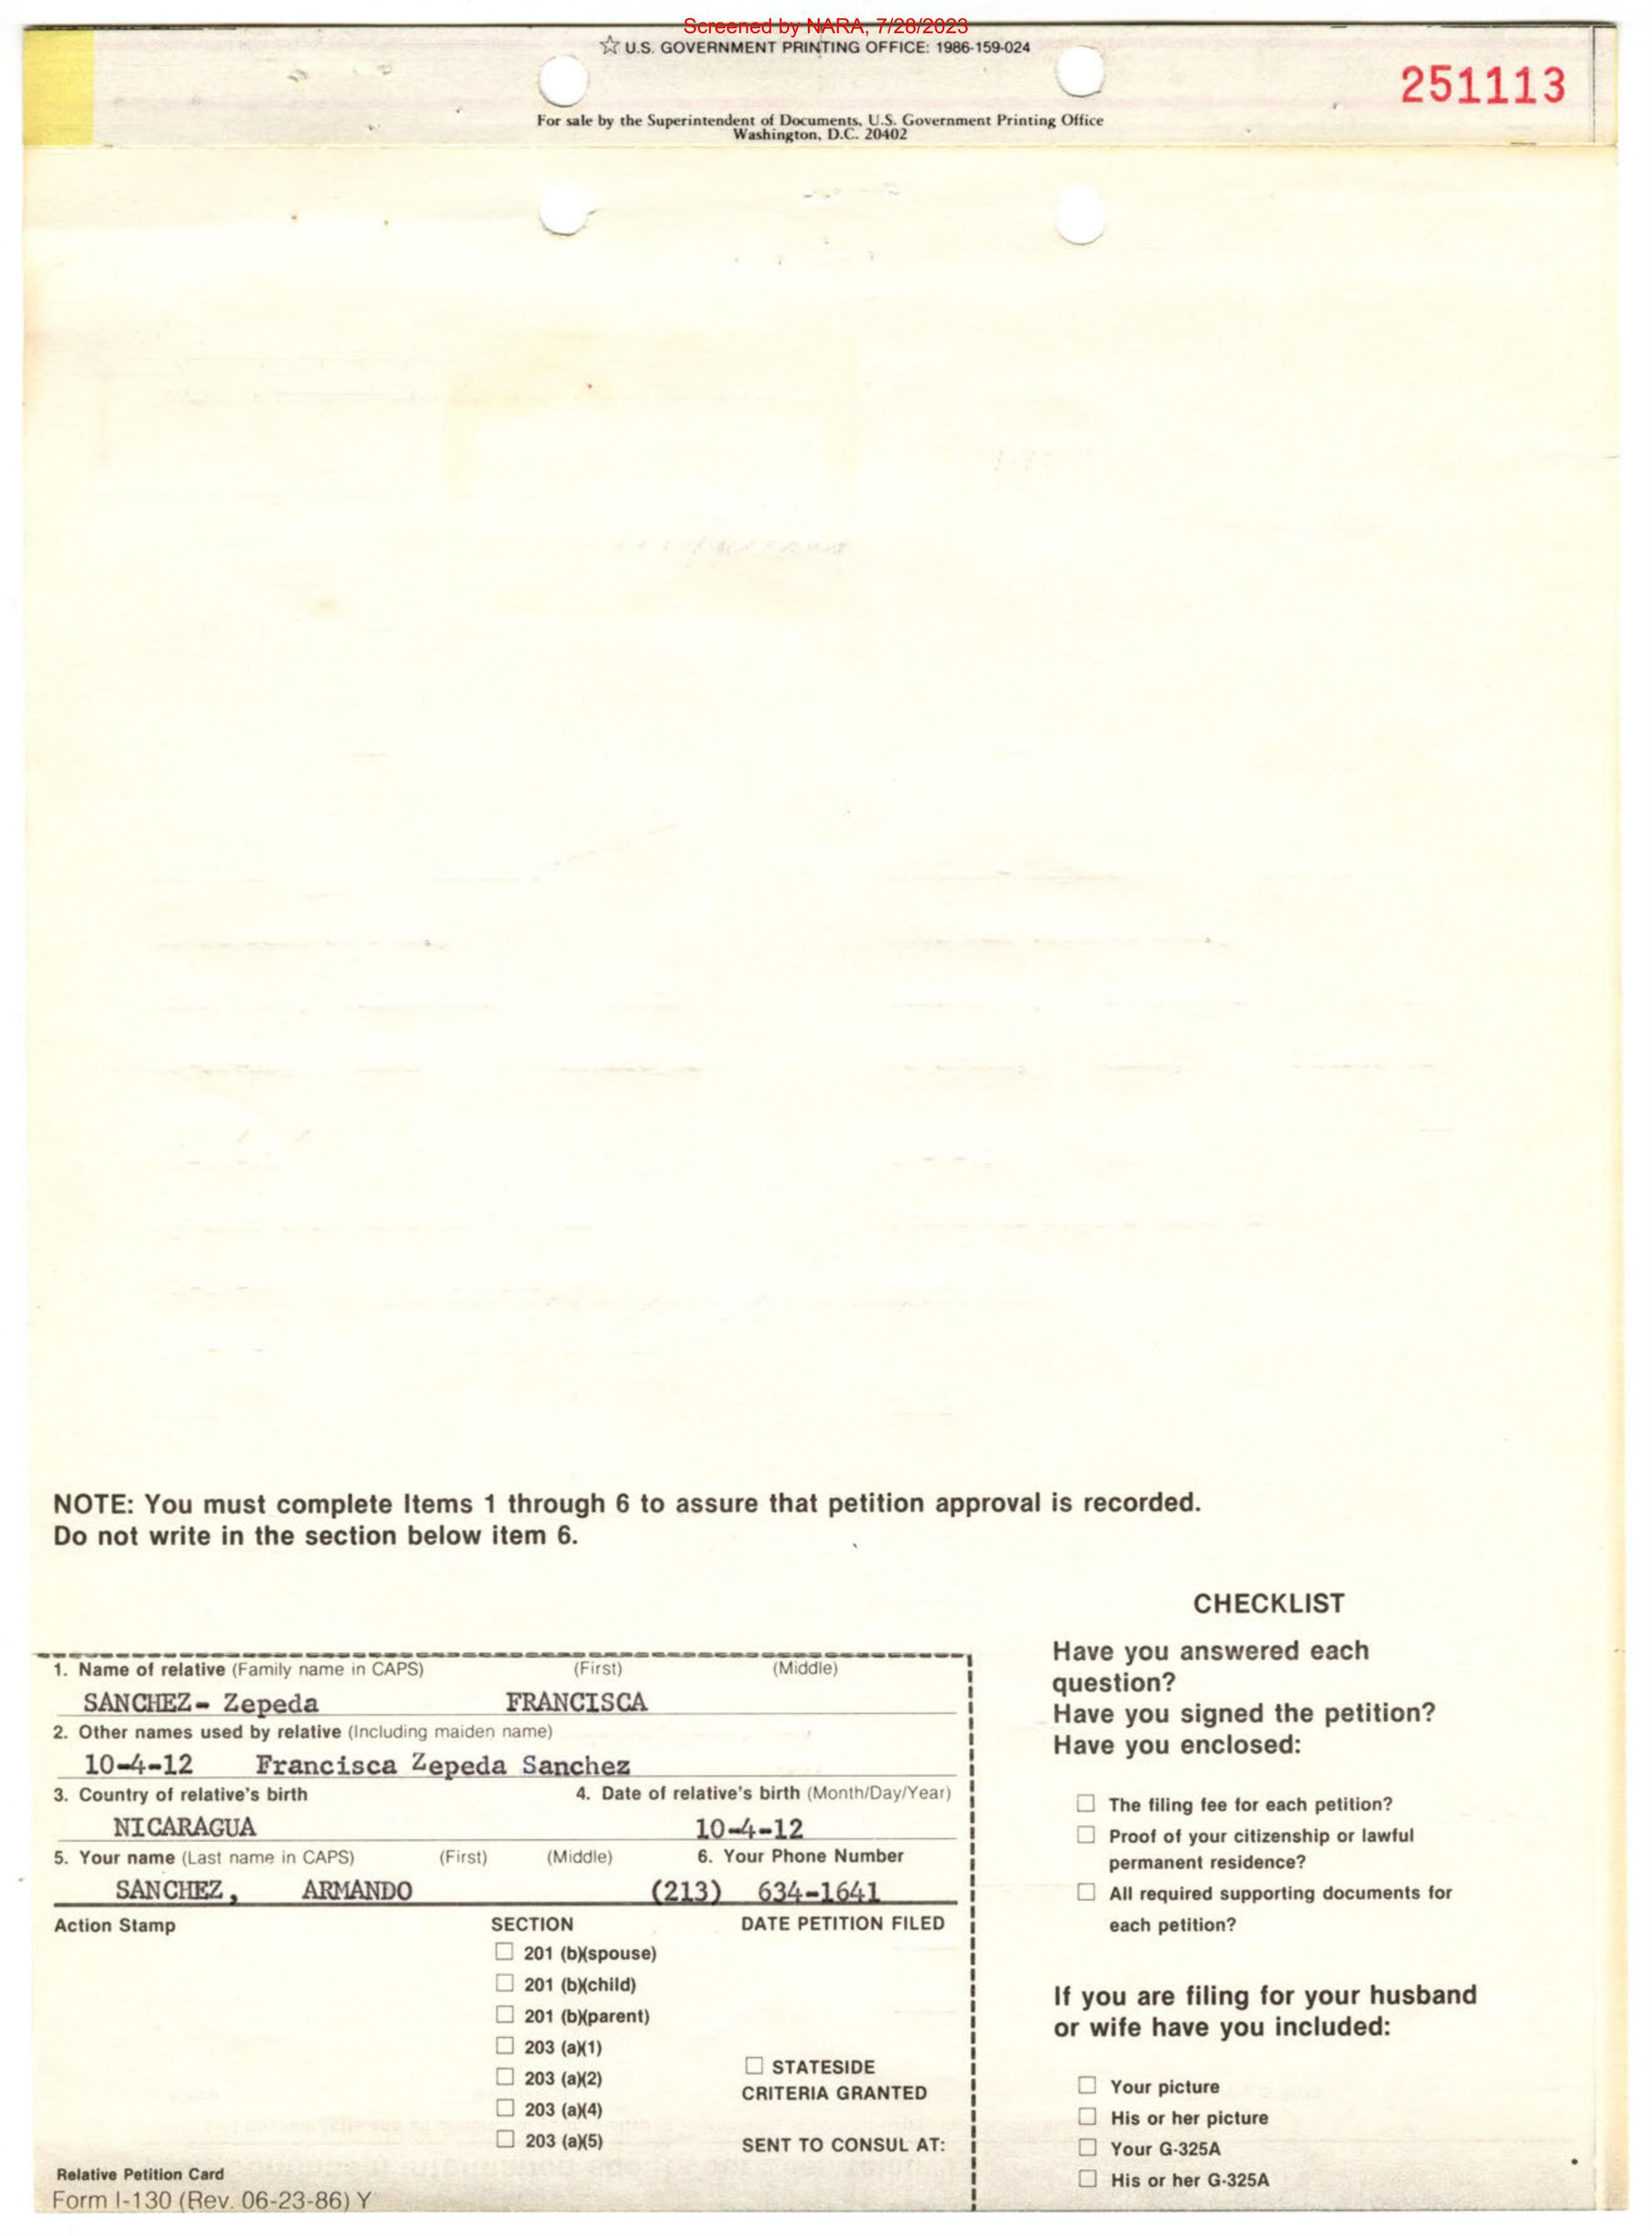 Screened by NARA, 7/28/2023
☆ U.S. GOVERNMENT PRINTING OFFICE: 1986-159-024
251113
For sale by the Superintendent of Documents, U.S. Government Printing Office
Washington, D.C. 20402
NOTE: You must complete Items 1 through 6 to assure that petition approval is recorded.
Do not write in the section below item 6.
1. Name of relative (Family name in CAPS) (First) (Middle)
SANCHEZ- Zepeda FRANCISCA
2. Other names used by relative (Including maiden name)
10-4-12 Francisca Zepeda Sanchez
3. Country of relative's birth 4. Date of relative's birth (Month/Day/Year)
NICARAGUA 10-4-12
5. Your name (Last name in CAPS) (First) (Middle) 6. Your Phone Number
SANCHEZ, ARMANDO (213) 634-1641
Action Stamp SECTION DATE PETITION FILED
☐ 201 (b)(spouse)
☐ 201 (b)(child)
☐ 201 (b)(parent)
☐ 203 (a)(1)
☐ 203 (a)(2)
☐ 203 (a)(4)
☐ 203 (a)(5)
☐ STATESIDE
CRITERIA GRANTED
SENT TO CONSUL AT:
Relative Petition Card
Form I-130 (Rev. 06-23-86) Y
CHECKLIST
Have you answered each
question?
Have you signed the petition?
Have you enclosed:
☐ The filing fee for each petition?
☐ Proof of your citizenship or lawful
permanent residence?
☐ All required supporting documents for
each petition?
If you are filing for your husband
or wife have you included:
☐ Your picture
☐ His or her picture
☐ Your G-325A
☐ His or her G-325A